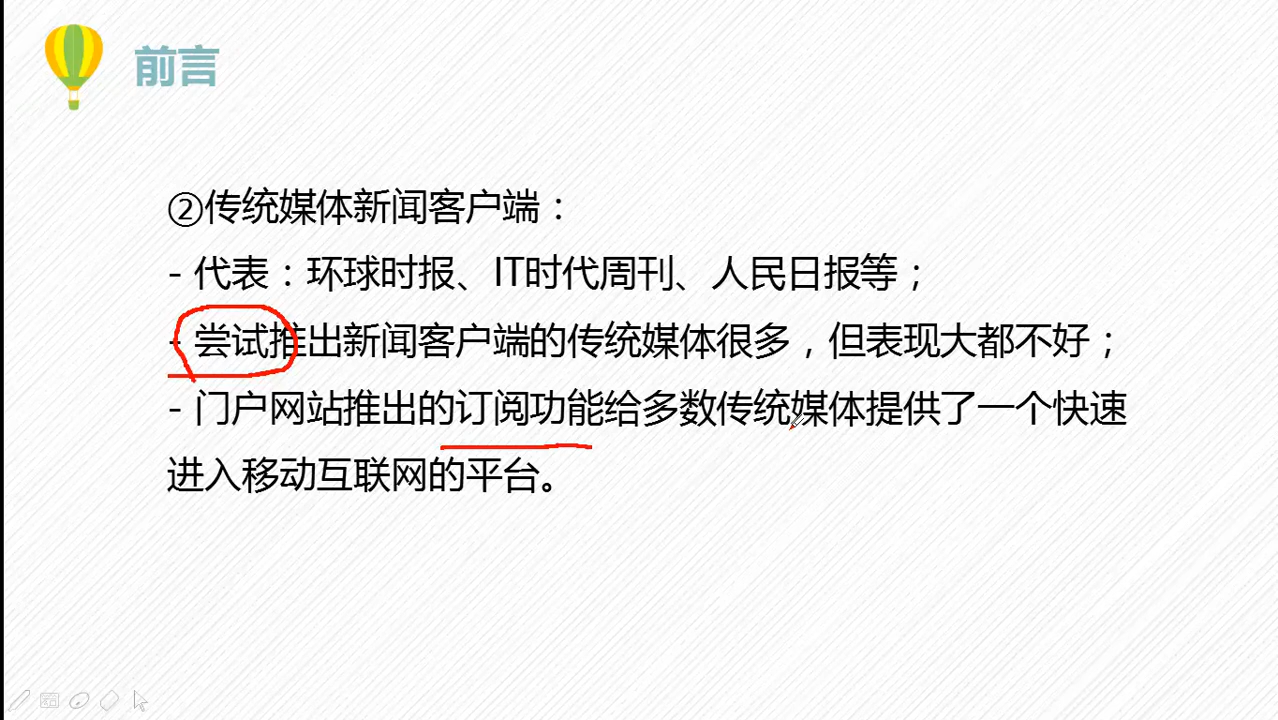 前言
②传统媒体新闻客户端：
- 代表：环球时报、IT时代周刊、人民日报等；
- 尝试推出新闻客户端的传统媒体很多，但表现大都不好；
- 门户网站推出的订阅功能给多数传统媒体提供了一个快速
进入移动互联网的平台。